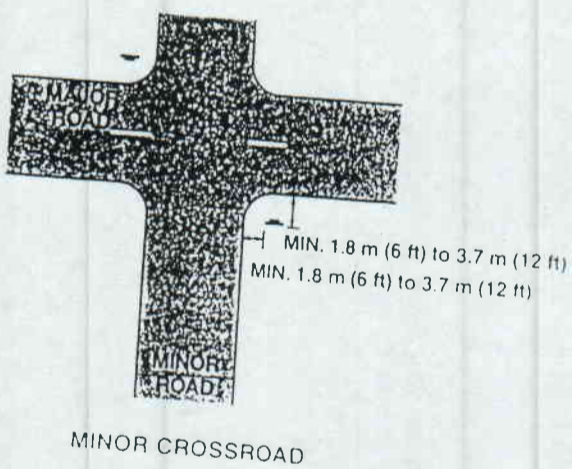 MAJOR
ROAD
MIN. 1.8 m (6 ft) to 3.7 m (12 ft)
MIN. 1.8 m (6 ft) to 3.7 m (12 ft)
MINOR
ROAD
MINOR CROSSROAD